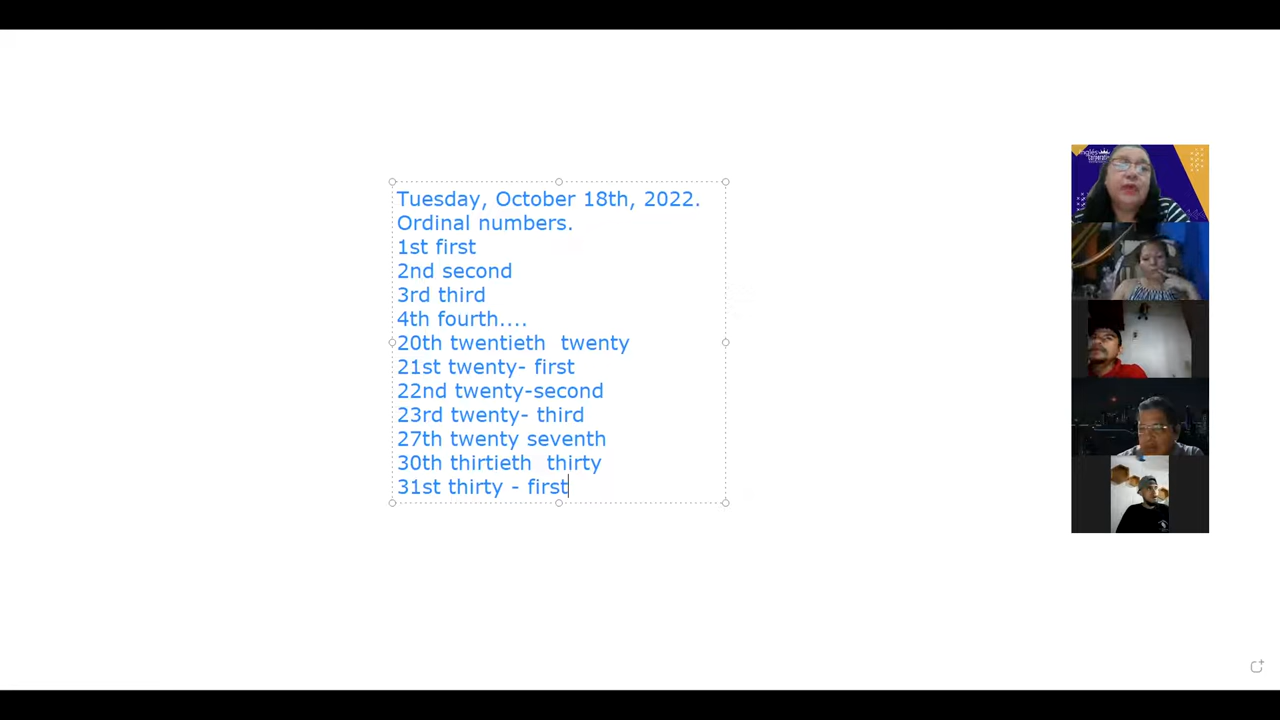 Tuesday, October 18th, 2022.
Ordinal numbers.
1st first
2nd second
3rd third
4th fourth....
20th twentieth  twenty
21st twenty- first
22nd twenty-second
23rd twenty- third
27th twenty seventh
30th thirtieth  thirty
31st thirty - first